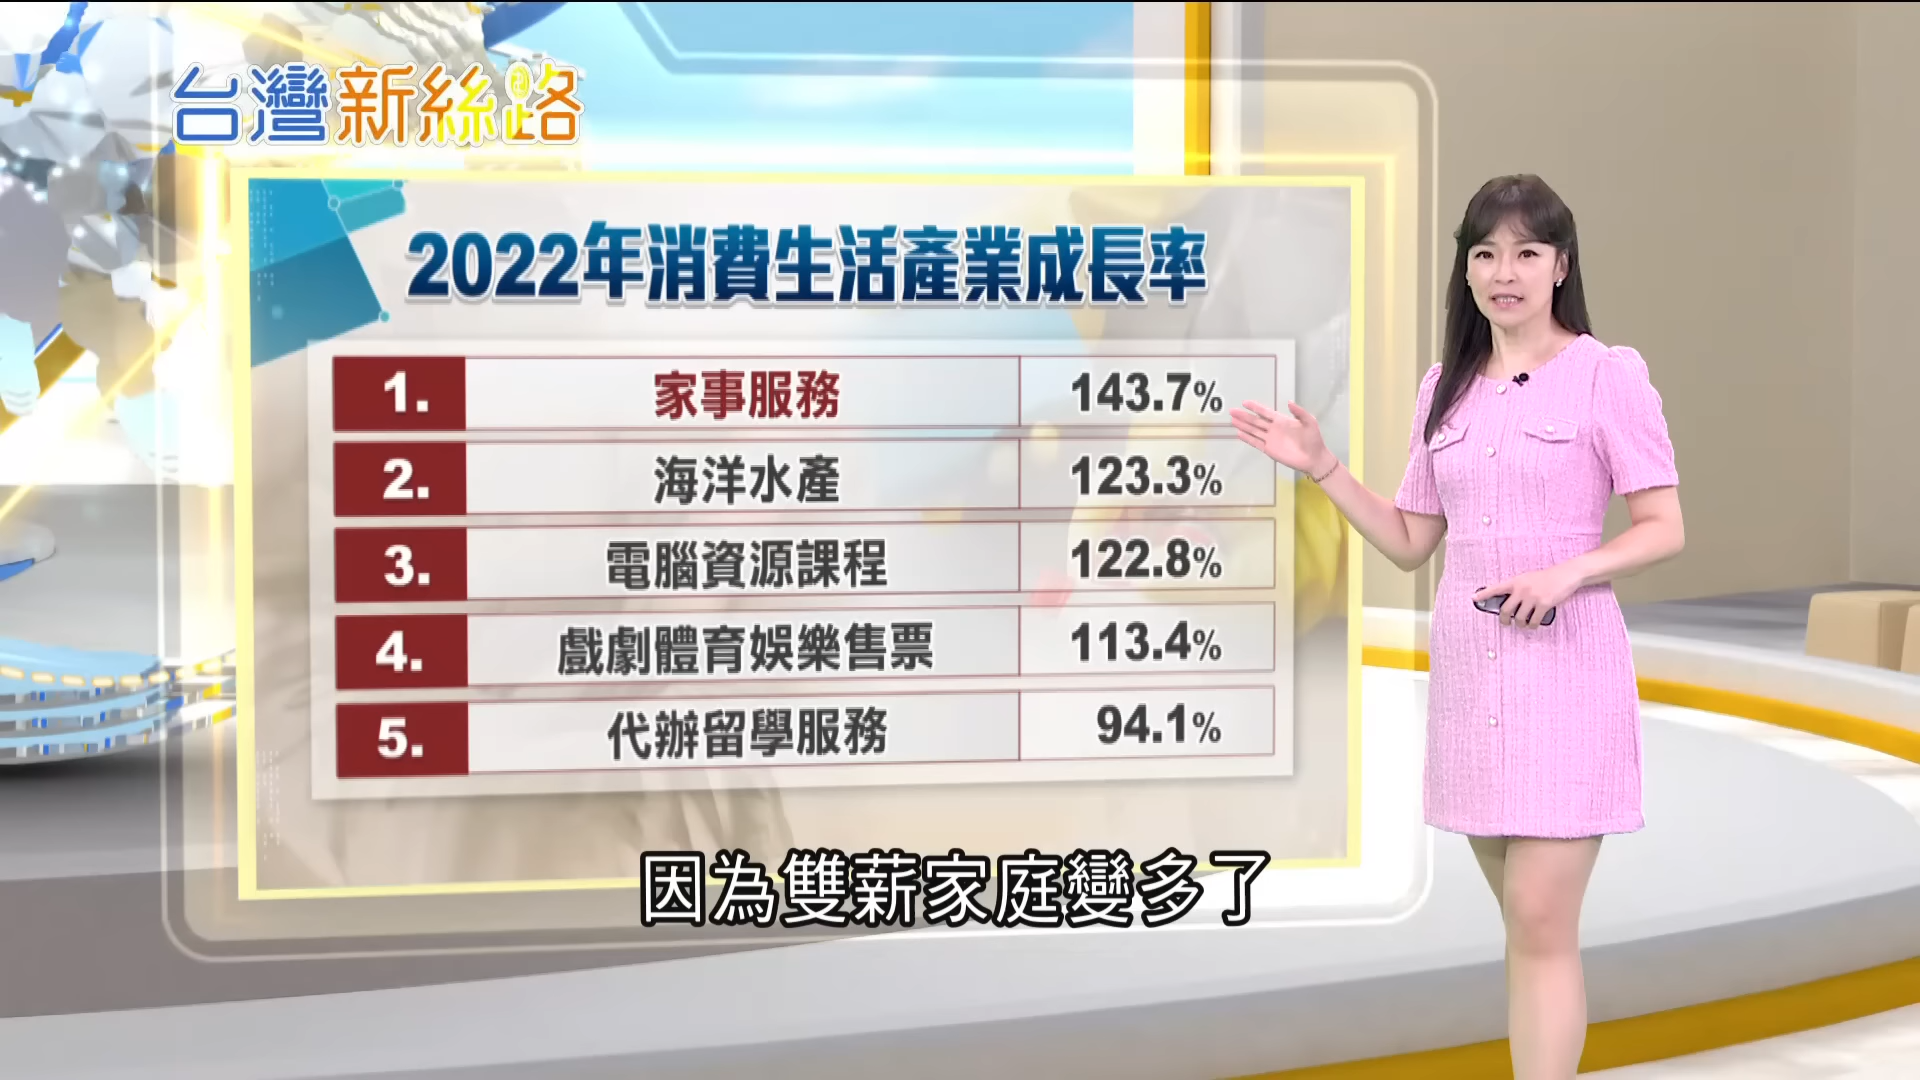 台灣新絲路
2022年消費生活產業成長率
1. 家事服務 143.7%
2. 海洋水產 123.3%
3. 電腦資源課程 122.8%
4. 戲劇體育娛樂售票 113.4%
5. 代辦留學服務 94.1%
因為雙薪家庭變多了